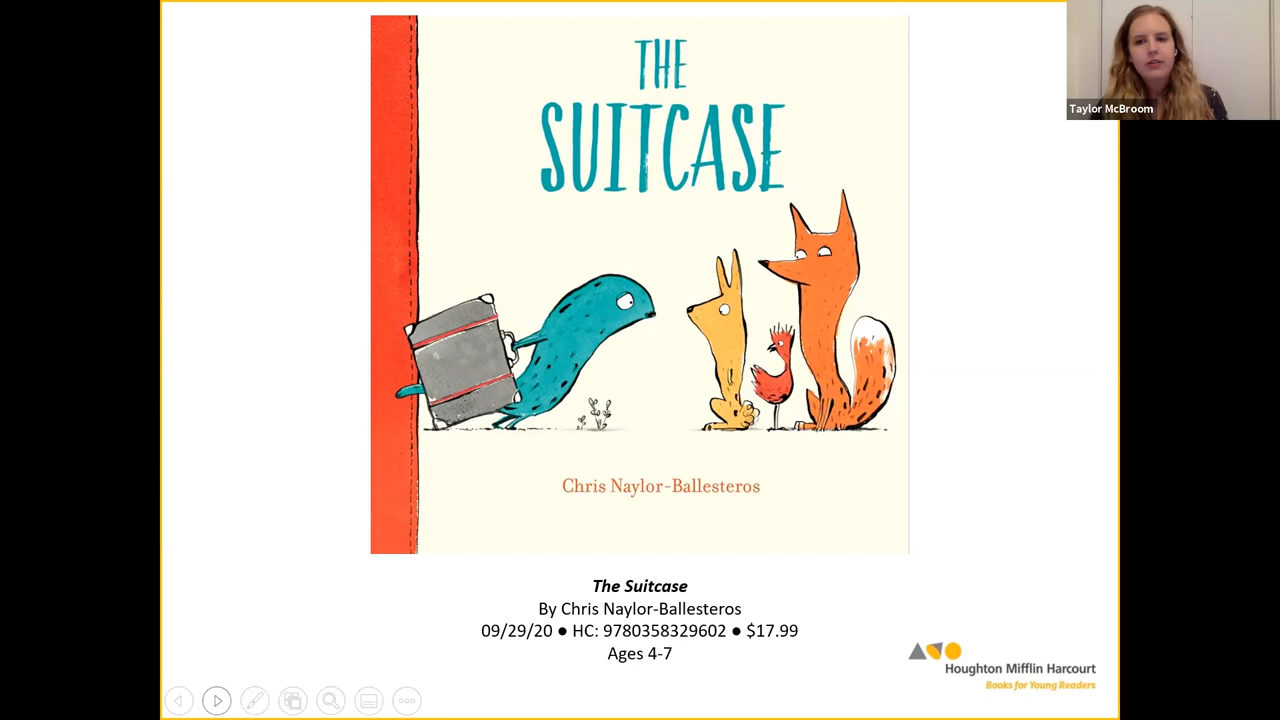 THE
SUITCASE
Chris Naylor-Ballesteros
Taylor McBroom
The Suitcase
By Chris Naylor-Ballesteros
09/29/20 ● HC: 9780358329602 ● $17.99
Ages 4-7
Houghton Mifflin Harcourt
Books for Young Readers